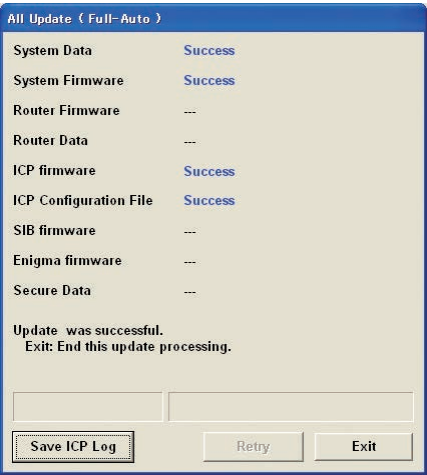 All Update ( Full-Auto )
System Data Success
System Firmware Success
Router Firmware ---
Router Data ---
ICP firmware Success
ICP Configuration File Success
SIB firmware ---
Enigma firmware ---
Secure Data ---
Update was successful.
Exit: End this update processing.
Save ICP Log Retry Exit